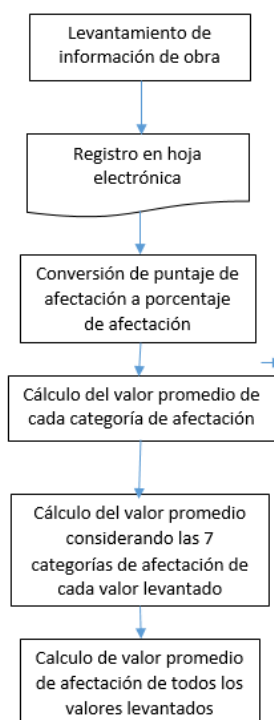 Levantamiento de
información de obra
Registro en hoja
electrónica
Conversión de puntaje de
afectación a porcentaje
de afectación
Cálculo del valor promedio de
cada categoría de afectación
Cálculo del valor promedio
considerando las 7
categorías de afectación de
cada valor levantado
Calculo de valor promedio
de afectación de todos los
valores levantados